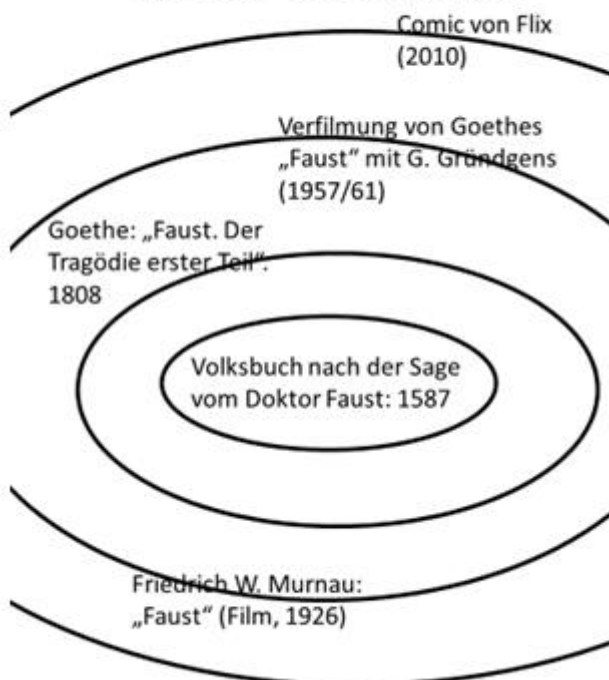 Comic von Flix
(2010)
Verfilmung von Goethes
„Faust“ mit G. Gründgens
(1957/61)
Goethe: „Faust. Der
Tragödie erster Teil“.
1808
Volksbuch nach der Sage
vom Doktor Faust: 1587
Friedrich W. Murnau:
„Faust“ (Film, 1926)